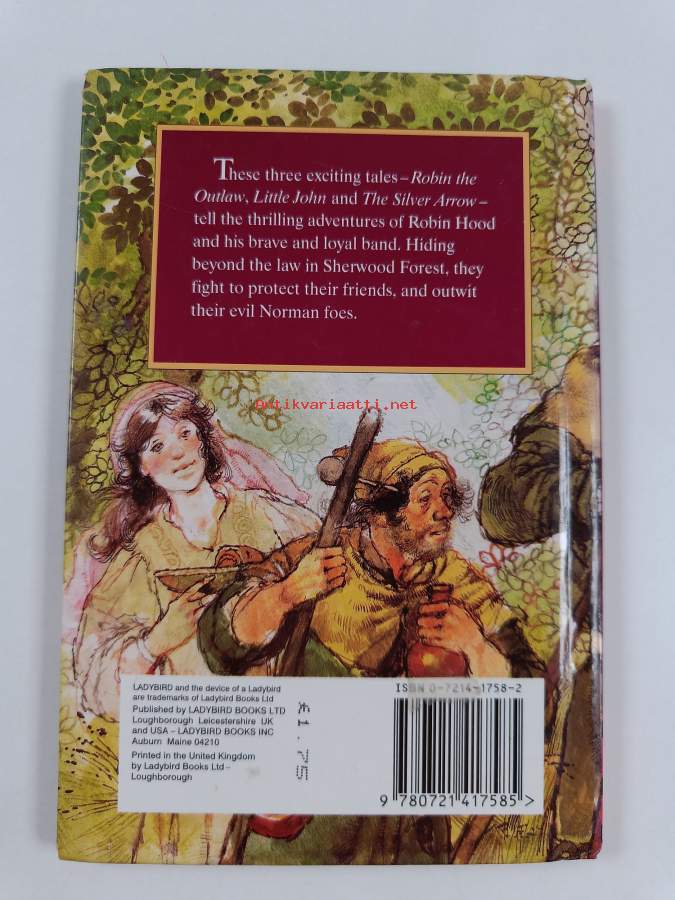 These three exciting tales – Robin the
Outlaw, Little John and The Silver Arrow –
tell the thrilling adventures of Robin Hood
and his brave and loyal band. Hiding
beyond the law in Sherwood Forest, they
fight to protect their friends, and outwit
their evil Norman foes.
Antikvariaatti.net
LADYBIRD and the device of a Ladybird
are trademarks of Ladybird Books Ltd
Published by LADYBIRD BOOKS LTD
Loughborough Leicestershire UK
and USA – LADYBIRD BOOKS INC
Auburn Maine 04210
Printed in the United Kingdom
by Ladybird Books Ltd –
Loughborough
£1.75
ISBN 0-7214-1758-2
9 780721 417585 >